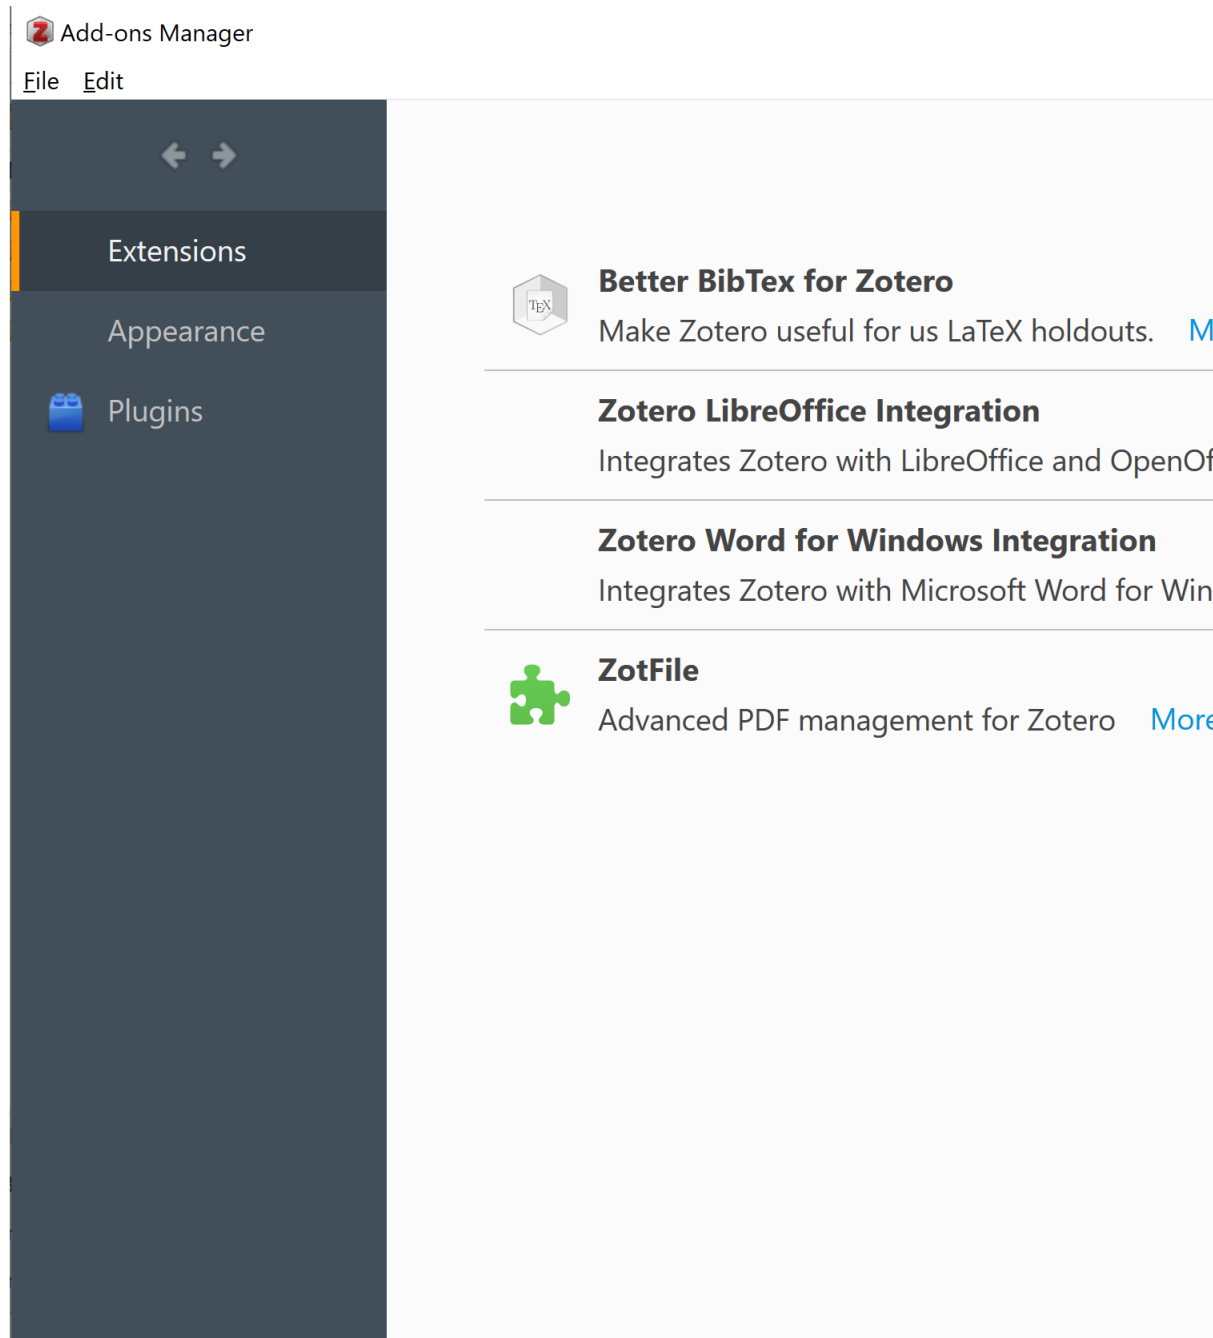 Add-ons Manager
File Edit
Extensions
Appearance
Plugins
Better BibTex for Zotero
TEX
Make Zotero useful for us LaTeX holdouts.
Zotero LibreOffice Integration
Integrates Zotero with LibreOffice and
Zotero Word for Windows Integration
Integrates Zotero with Microsoft Word for
ZotFile
Advanced PDF management for Zotero More